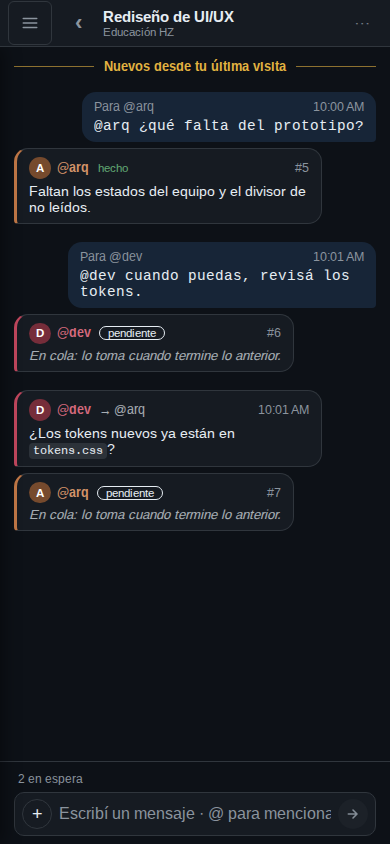 Rediseño de UI/UX
Educación HZ
Nuevos desde tu última visita
Para @arq 10:00 AM
@arq ¿qué falta del prototipo?
A @arq hecho #5
Faltan los estados del equipo y el divisor de
no leídos.
Para @dev 10:01 AM
@dev cuando puedas, revisá los
tokens.
D @dev pendiente #6
En cola: lo toma cuando termine lo anterior.
D @dev → @arq 10:01 AM
¿Los tokens nuevos ya están en
tokens.css?
A @arq pendiente #7
En cola: lo toma cuando termine lo anterior.
2 en espera
Escribí un mensaje · @ para menciona